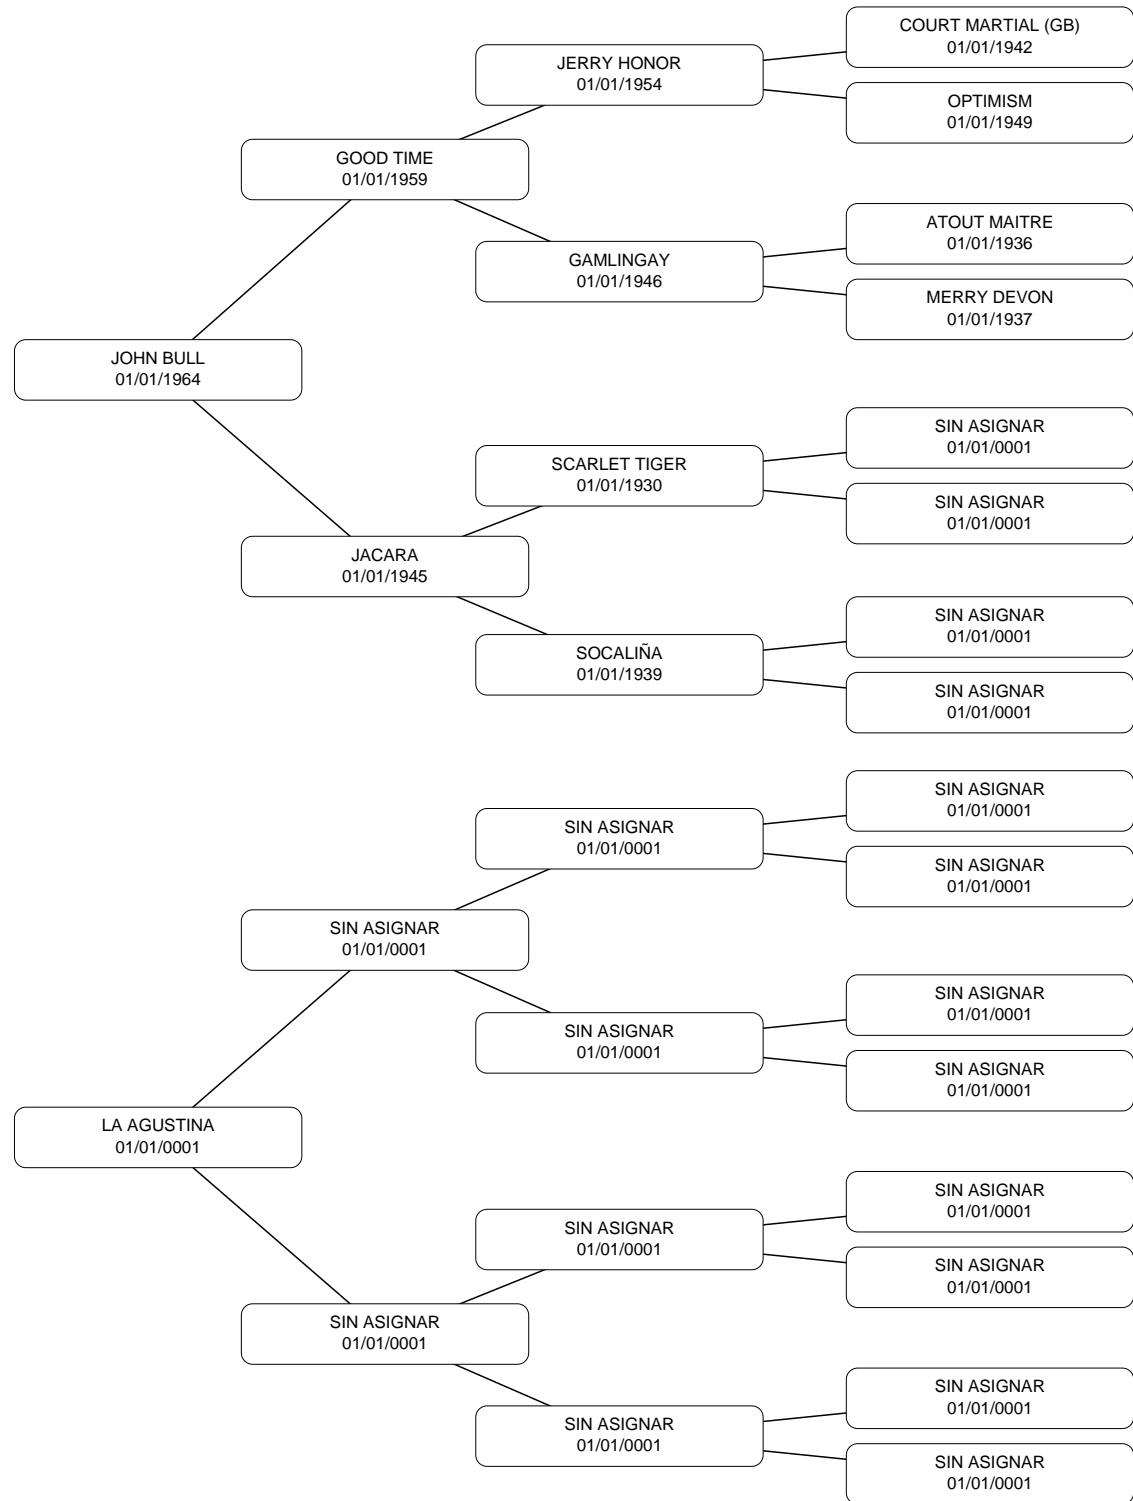 COURT MARTIAL (GB)
01/01/1942
JERRY HONOR
01/01/1954
OPTIMISM
01/01/1949
GOOD TIME
01/01/1959
ATOUT MAITRE
01/01/1936
GAMLINGAY
01/01/1946
MERRY DEVON
01/01/1937
JOHN BULL
01/01/1964
SIN ASIGNAR
01/01/0001
SCARLET TIGER
01/01/1930
SIN ASIGNAR
01/01/0001
JACARA
01/01/1945
SIN ASIGNAR
01/01/0001
SOCALIÑA
01/01/1939
SIN ASIGNAR
01/01/0001
SIN ASIGNAR
01/01/0001
SIN ASIGNAR
01/01/0001
SIN ASIGNAR
01/01/0001
SIN ASIGNAR
01/01/0001
SIN ASIGNAR
01/01/0001
SIN ASIGNAR
01/01/0001
SIN ASIGNAR
01/01/0001
LA AGUSTINA
01/01/0001
SIN ASIGNAR
01/01/0001
SIN ASIGNAR
01/01/0001
SIN ASIGNAR
01/01/0001
SIN ASIGNAR
01/01/0001
SIN ASIGNAR
01/01/0001
SIN ASIGNAR
01/01/0001
SIN ASIGNAR
01/01/0001